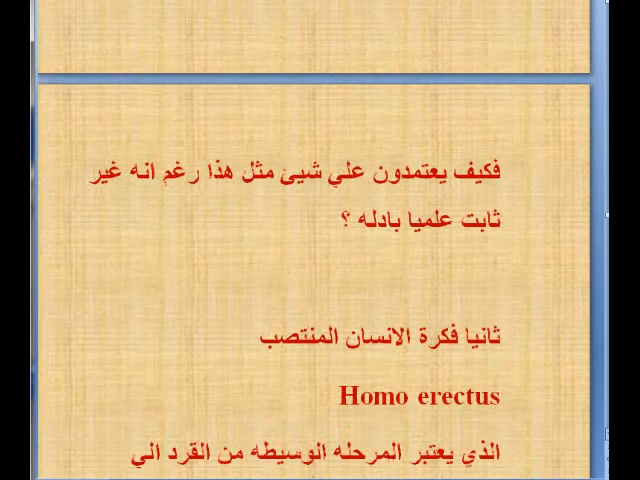 فكيف يعتمدون علي شيئ مثل هذا رغم انه غير
ثابت علميا بادله ؟
ثانيا فكرة الانسان المنتصب
Homo erectus
الذي يعتبر المرحله الوسيطه من القرد الي